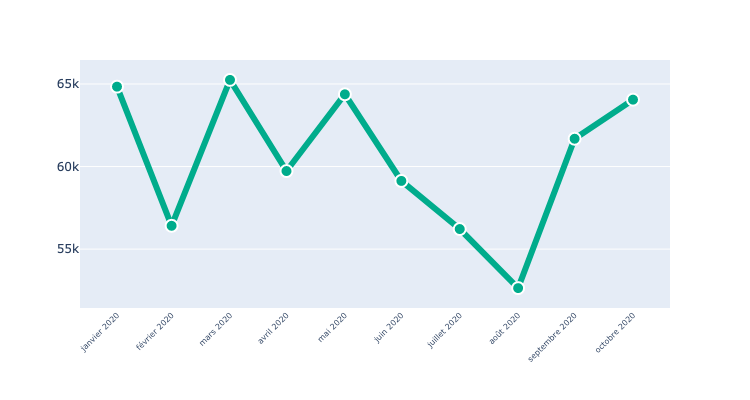 65k
60k
55k
janvier 2020
février 2020
mars 2020
avril 2020
mai 2020
juin 2020
juillet 2020
août 2020
septembre 2020
octobre 2020